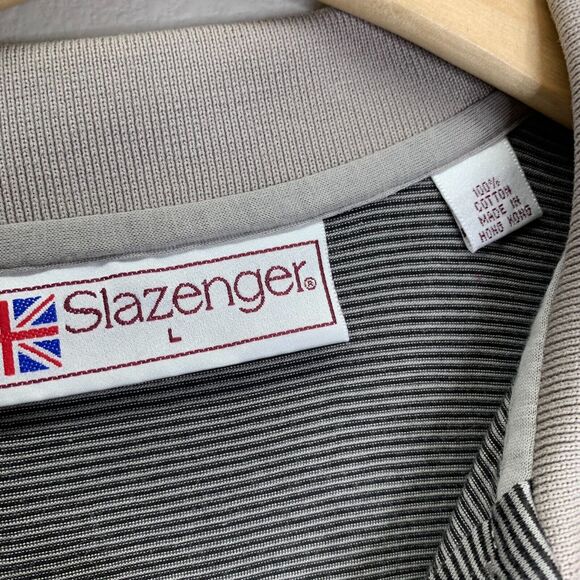 Slazenger®
L
100%
COTTON
MADE IN
HONG KONG